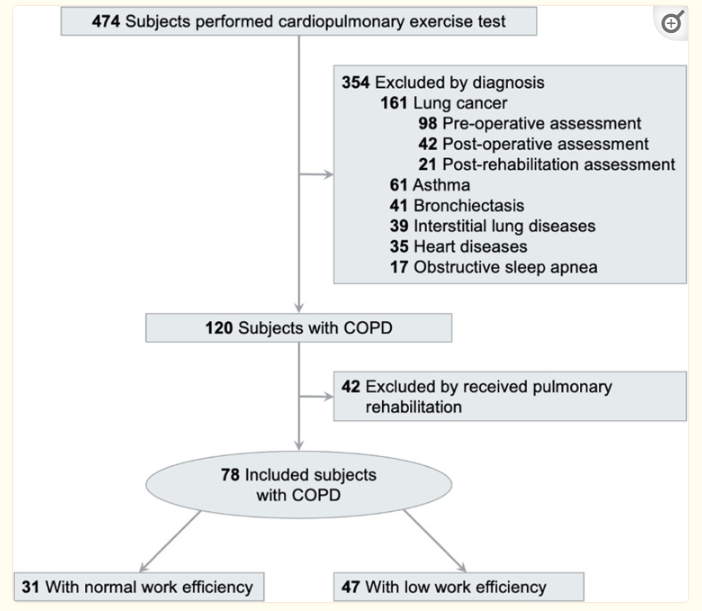 474 Subjects performed cardiopulmonary exercise test
354 Excluded by diagnosis
161 Lung cancer
98 Pre-operative assessment
42 Post-operative assessment
21 Post-rehabilitation assessment
61 Asthma
41 Bronchiectasis
39 Interstitial lung diseases
35 Heart diseases
17 Obstructive sleep apnea
120 Subjects with COPD
42 Excluded by received pulmonary
rehabilitation
78 Included subjects
with COPD
31 With normal work efficiency
47 With low work efficiency